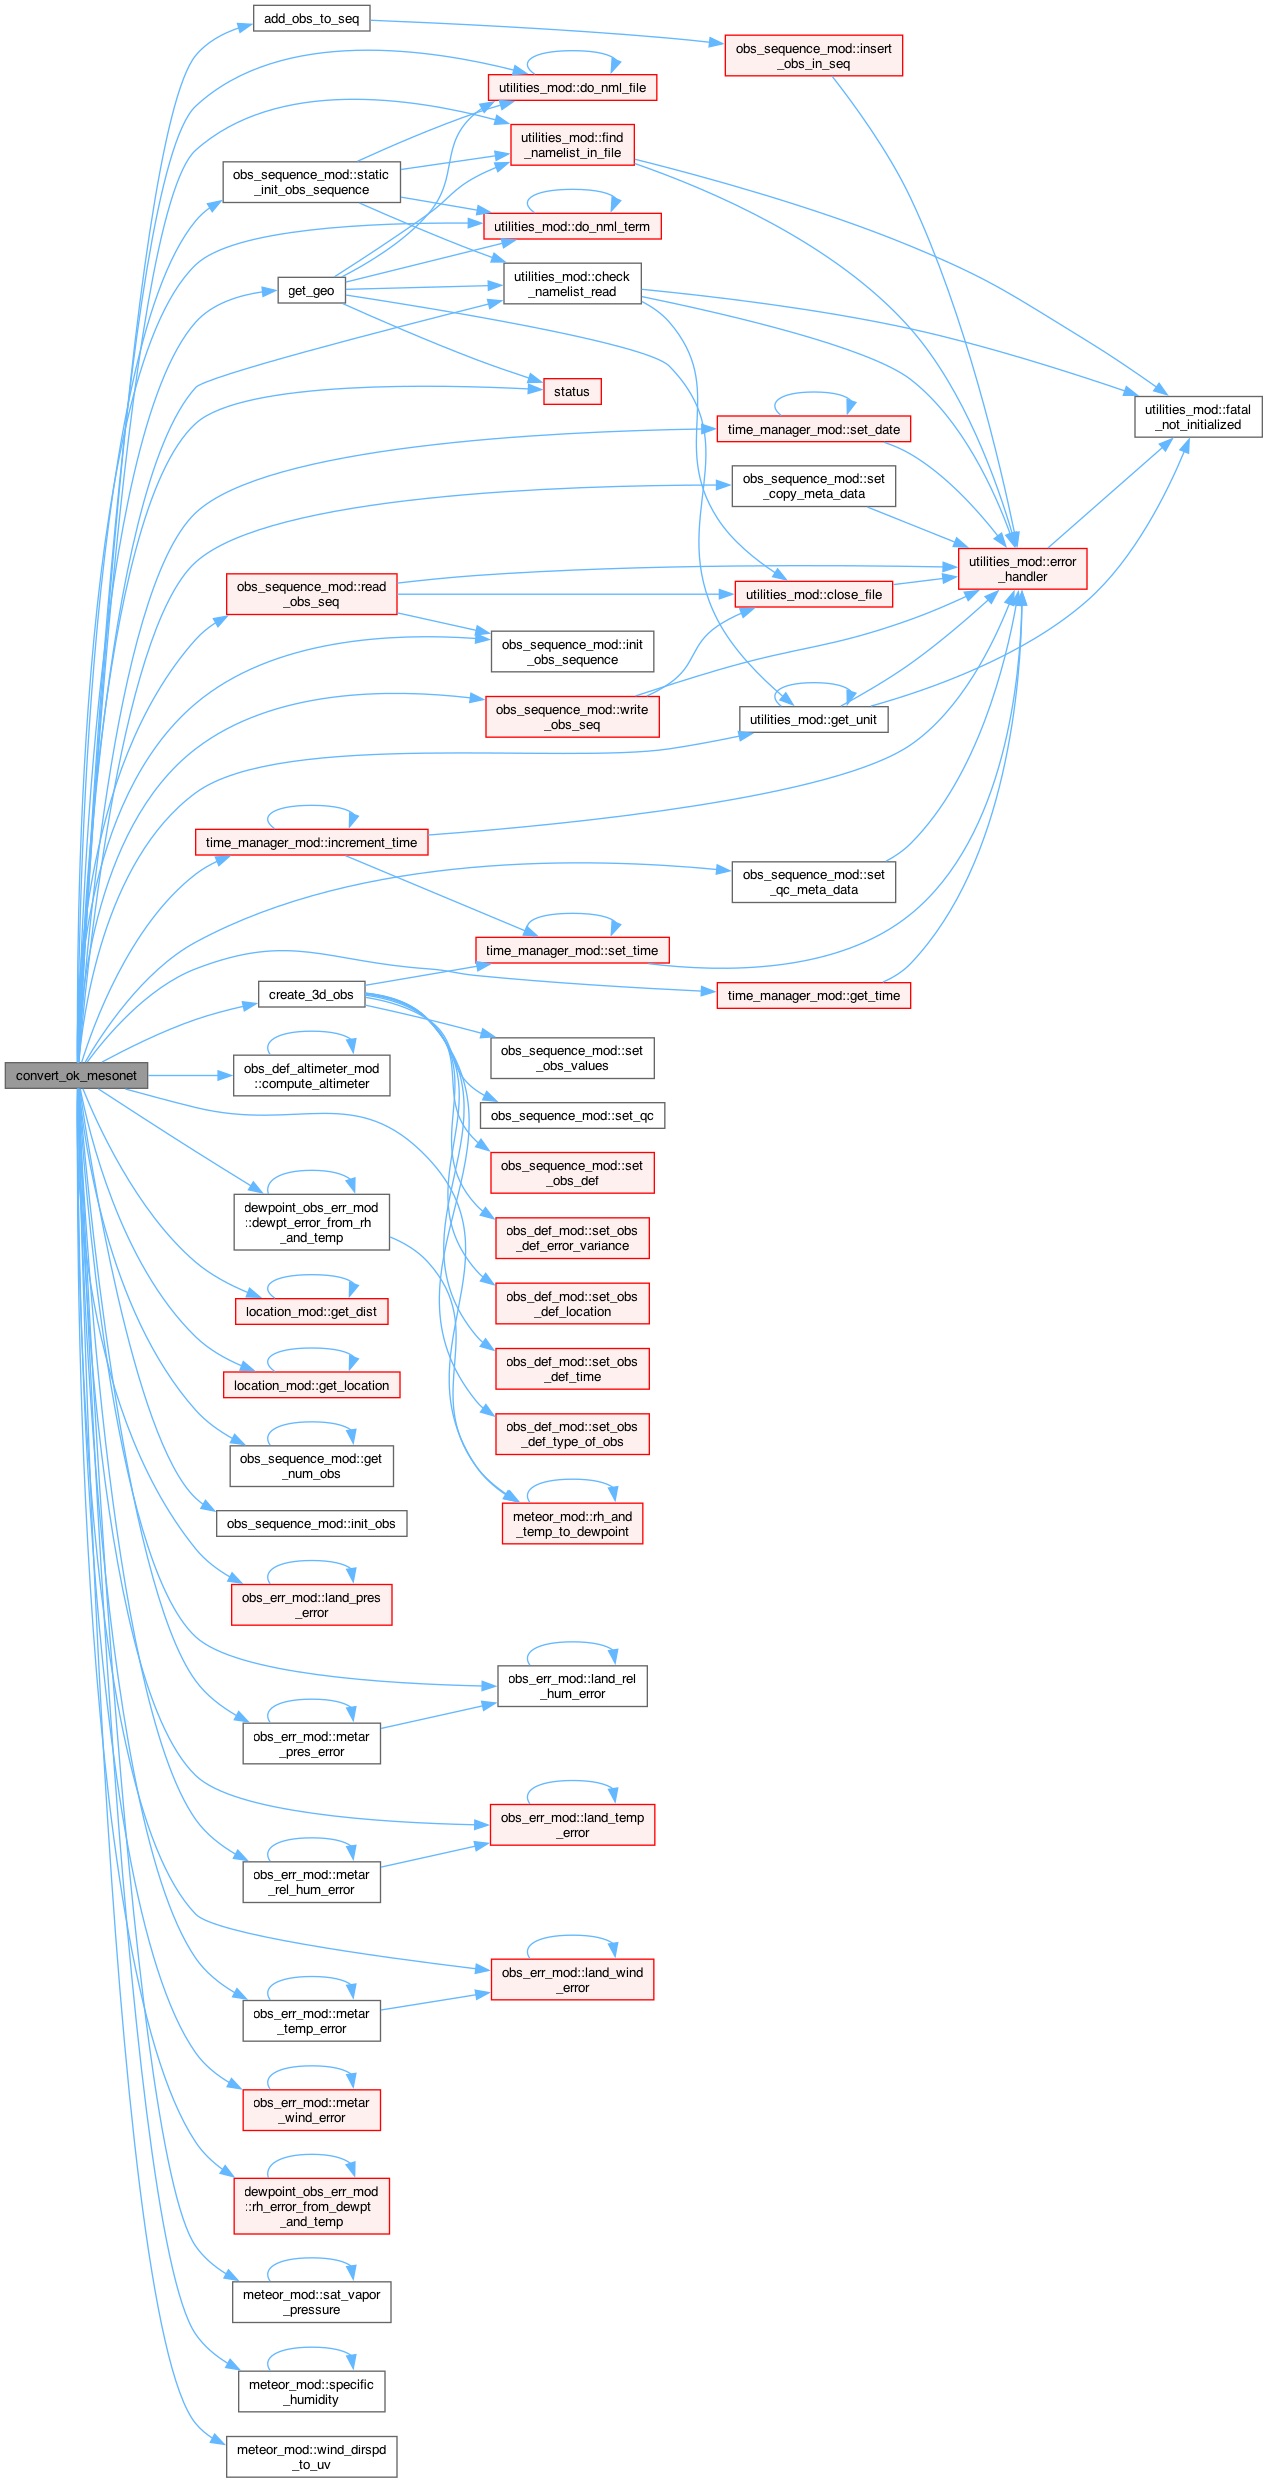 add_obs_to_seq
obs_sequence_mod::insert
_obs_in_seq
utilities_mod::do_nml_file
utilities_mod::find
_namelist_in_file
obs_sequence_mod::static
_init_obs_sequence
utilities_mod::do_nml_term
utilities_mod::check
_namelist_read
get_geo
status
utilities_mod::fatal
_not_initialized
time_manager_mod::set_date
obs_sequence_mod::set
_copy_meta_data
utilities_mod::error
_handler
obs_sequence_mod::read
_obs_seq
utilities_mod::close_file
obs_sequence_mod::init
_obs_sequence
obs_sequence_mod::write
_obs_seq
utilities_mod::get_unit
time_manager_mod::increment_time
obs_sequence_mod::set
_qc_meta_data
time_manager_mod::set_time
create_3d_obs
time_manager_mod::get_time
obs_sequence_mod::set
_obs_values
convert_ok_mesonet
obs_def_altimeter_mod
::compute_altimeter
obs_sequence_mod::set_qc
obs_sequence_mod::set
_obs_def
dewpoint_obs_err_mod
::dewpt_error_from_rh
_and_temp
obs_def_mod::set_obs
_def_error_variance
location_mod::get_dist
obs_def_mod::set_obs
_def_location
obs_def_mod::set_obs
_def_time
location_mod::get_location
obs_def_mod::set_obs
_def_type_of_obs
obs_sequence_mod::get
_num_obs
obs_sequence_mod::init_obs
meteor_mod::rh_and
_temp_to_dewpoint
obs_err_mod::land_pres
_error
obs_err_mod::land_rel
_hum_error
obs_err_mod::metar
_pres_error
obs_err_mod::land_temp
_error
obs_err_mod::metar
_rel_hum_error
obs_err_mod::land_wind
_error
obs_err_mod::metar
_temp_error
obs_err_mod::metar
_wind_error
dewpoint_obs_err_mod
::rh_error_from_dewpt
_and_temp
meteor_mod::sat_vapor
_pressure
meteor_mod::specific
_humidity
meteor_mod::wind_dirspd
_to_uv